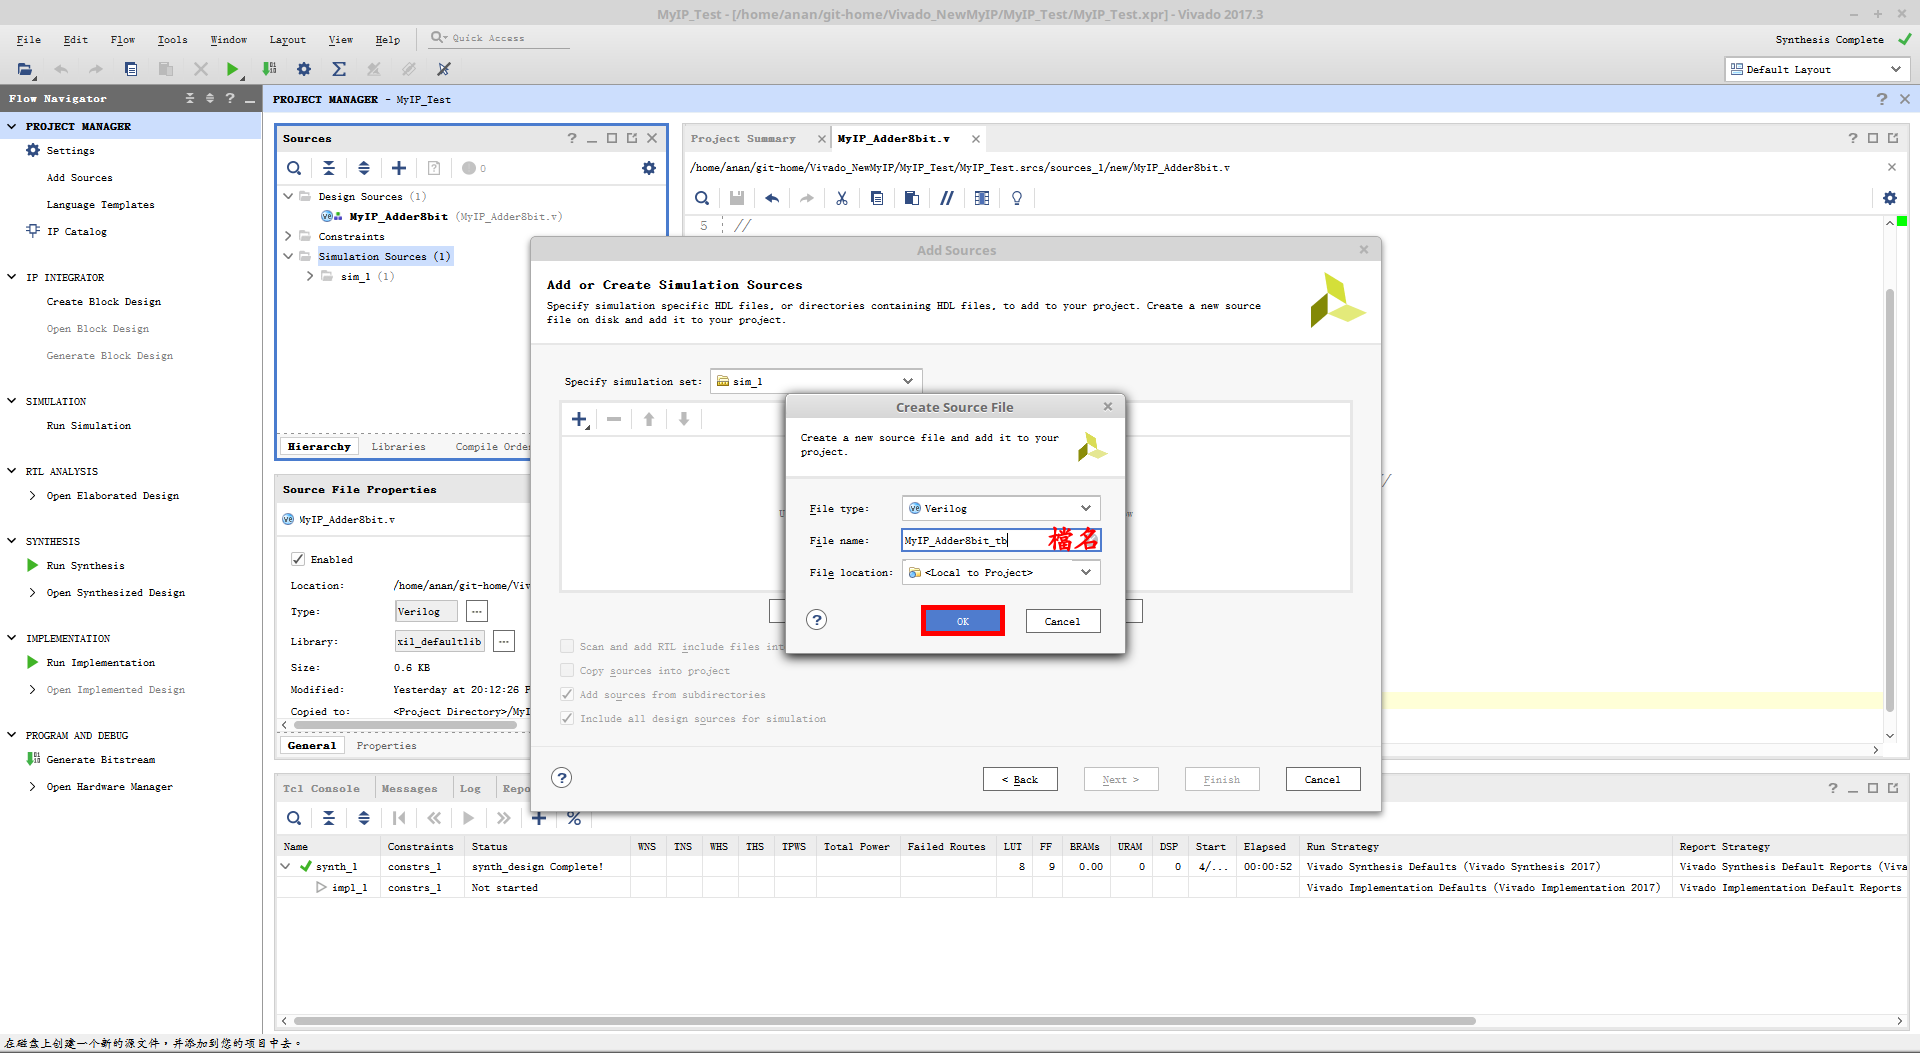 MyIP_Test - [/home/anan/git-home/Vivado_NewMyIP/MyIP_Test/MyIP_Test.xpr] - Vivado 2017.3
File Edit Flow Tools Window Layout View Help Quick Access
Synthesis Complete
Default Layout
Flow Navigator
PROJECT MANAGER
Settings
Add Sources
Language Templates
IP Catalog
IP INTEGRATOR
Create Block Design
Open Block Design
Generate Block Design
SIMULATION
Run Simulation
RTL ANALYSIS
Open Elaborated Design
SYNTHESIS
Run Synthesis
Open Synthesized Design
IMPLEMENTATION
Run Implementation
Open Implemented Design
PROGRAM AND DEBUG
Generate Bitstream
Open Hardware Manager
PROJECT MANAGER - MyIP_Test
Sources
0
Design Sources (1)
MyIP_Adder8bit (MyIP_Adder8bit.v)
Constraints
Simulation Sources (1)
sim_1 (1)
Hierarchy Libraries Compile Order
Source File Properties
MyIP_Adder8bit.v
Enabled
Location: /home/anan/git-home/Viv
Type: Verilog
Library: xil_defaultlib
Size: 0.6 KB
Modified: Yesterday at 20:12:26 P
Copied to: <Project Directory>/MyI
General Properties
Project Summary MyIP_Adder8bit.v
/home/anan/git-home/Vivado_NewMyIP/MyIP_Test/MyIP_Test.srcs/sources_1/new/MyIP_Adder8bit.v
5 //
Add Sources
Add or Create Simulation Sources
Specify simulation specific HDL files, or directories containing HDL files, to add to your project. Create a new source
file on disk and add it to your project.
Specify simulation set: sim_1
Scan and add RTL include files int
Copy sources into project
Add sources from subdirectories
Include all design sources for simulation
< Back Next > Finish Cancel
Create Source File
Create a new source file and add it to your
project.
File type: Verilog
File name: MyIP_Adder8bit_tb 檔名
File location: <Local to Project>
OK Cancel
Tcl Console Messages Log Repo
Name Constraints Status WNS TNS WHS THS TPWS Total Power Failed Routes LUT FF BRAMs URAM DSP Start Elapsed Run Strategy Report Strategy
synth_1 constrs_1 synth_design Complete! 8 9 0.00 0 0 4/... 00:00:52 Vivado Synthesis Defaults (Vivado Synthesis 2017) Vivado Synthesis Default Reports (Viva
impl_1 constrs_1 Not started Vivado Implementation Defaults (Vivado Implementation 2017) Vivado Implementation Default Reports
在磁盘上创建一个新的源文件，并添加到您的项目中去。